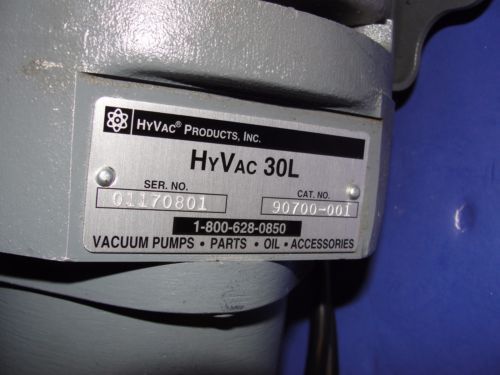 HYVAC® PRODUCTS, INC.
HYVAC 30L
SER. NO. CAT. NO.
01170801 90700-001
1-800-628-0850
VACUUM PUMPS • PARTS • OIL • ACCESSORIES